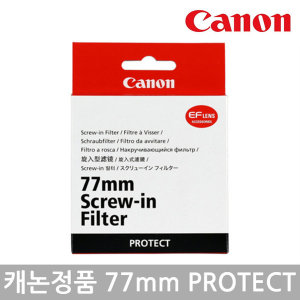 Canon
Canon
EF LENS
ACCESSORIES
Screw-in Filter / Filtre à Visser /
Schraubfilter / Filtro da avvitare /
Filtro a rosca / Накручивающийся фильтр /
旋入型滤镜 / 旋入式濾鏡 /
Screw-in 필터 / スクリューイン フィルター
77mm
Screw-in
Filter
PROTECT
캐논정품 77mm PROTECT